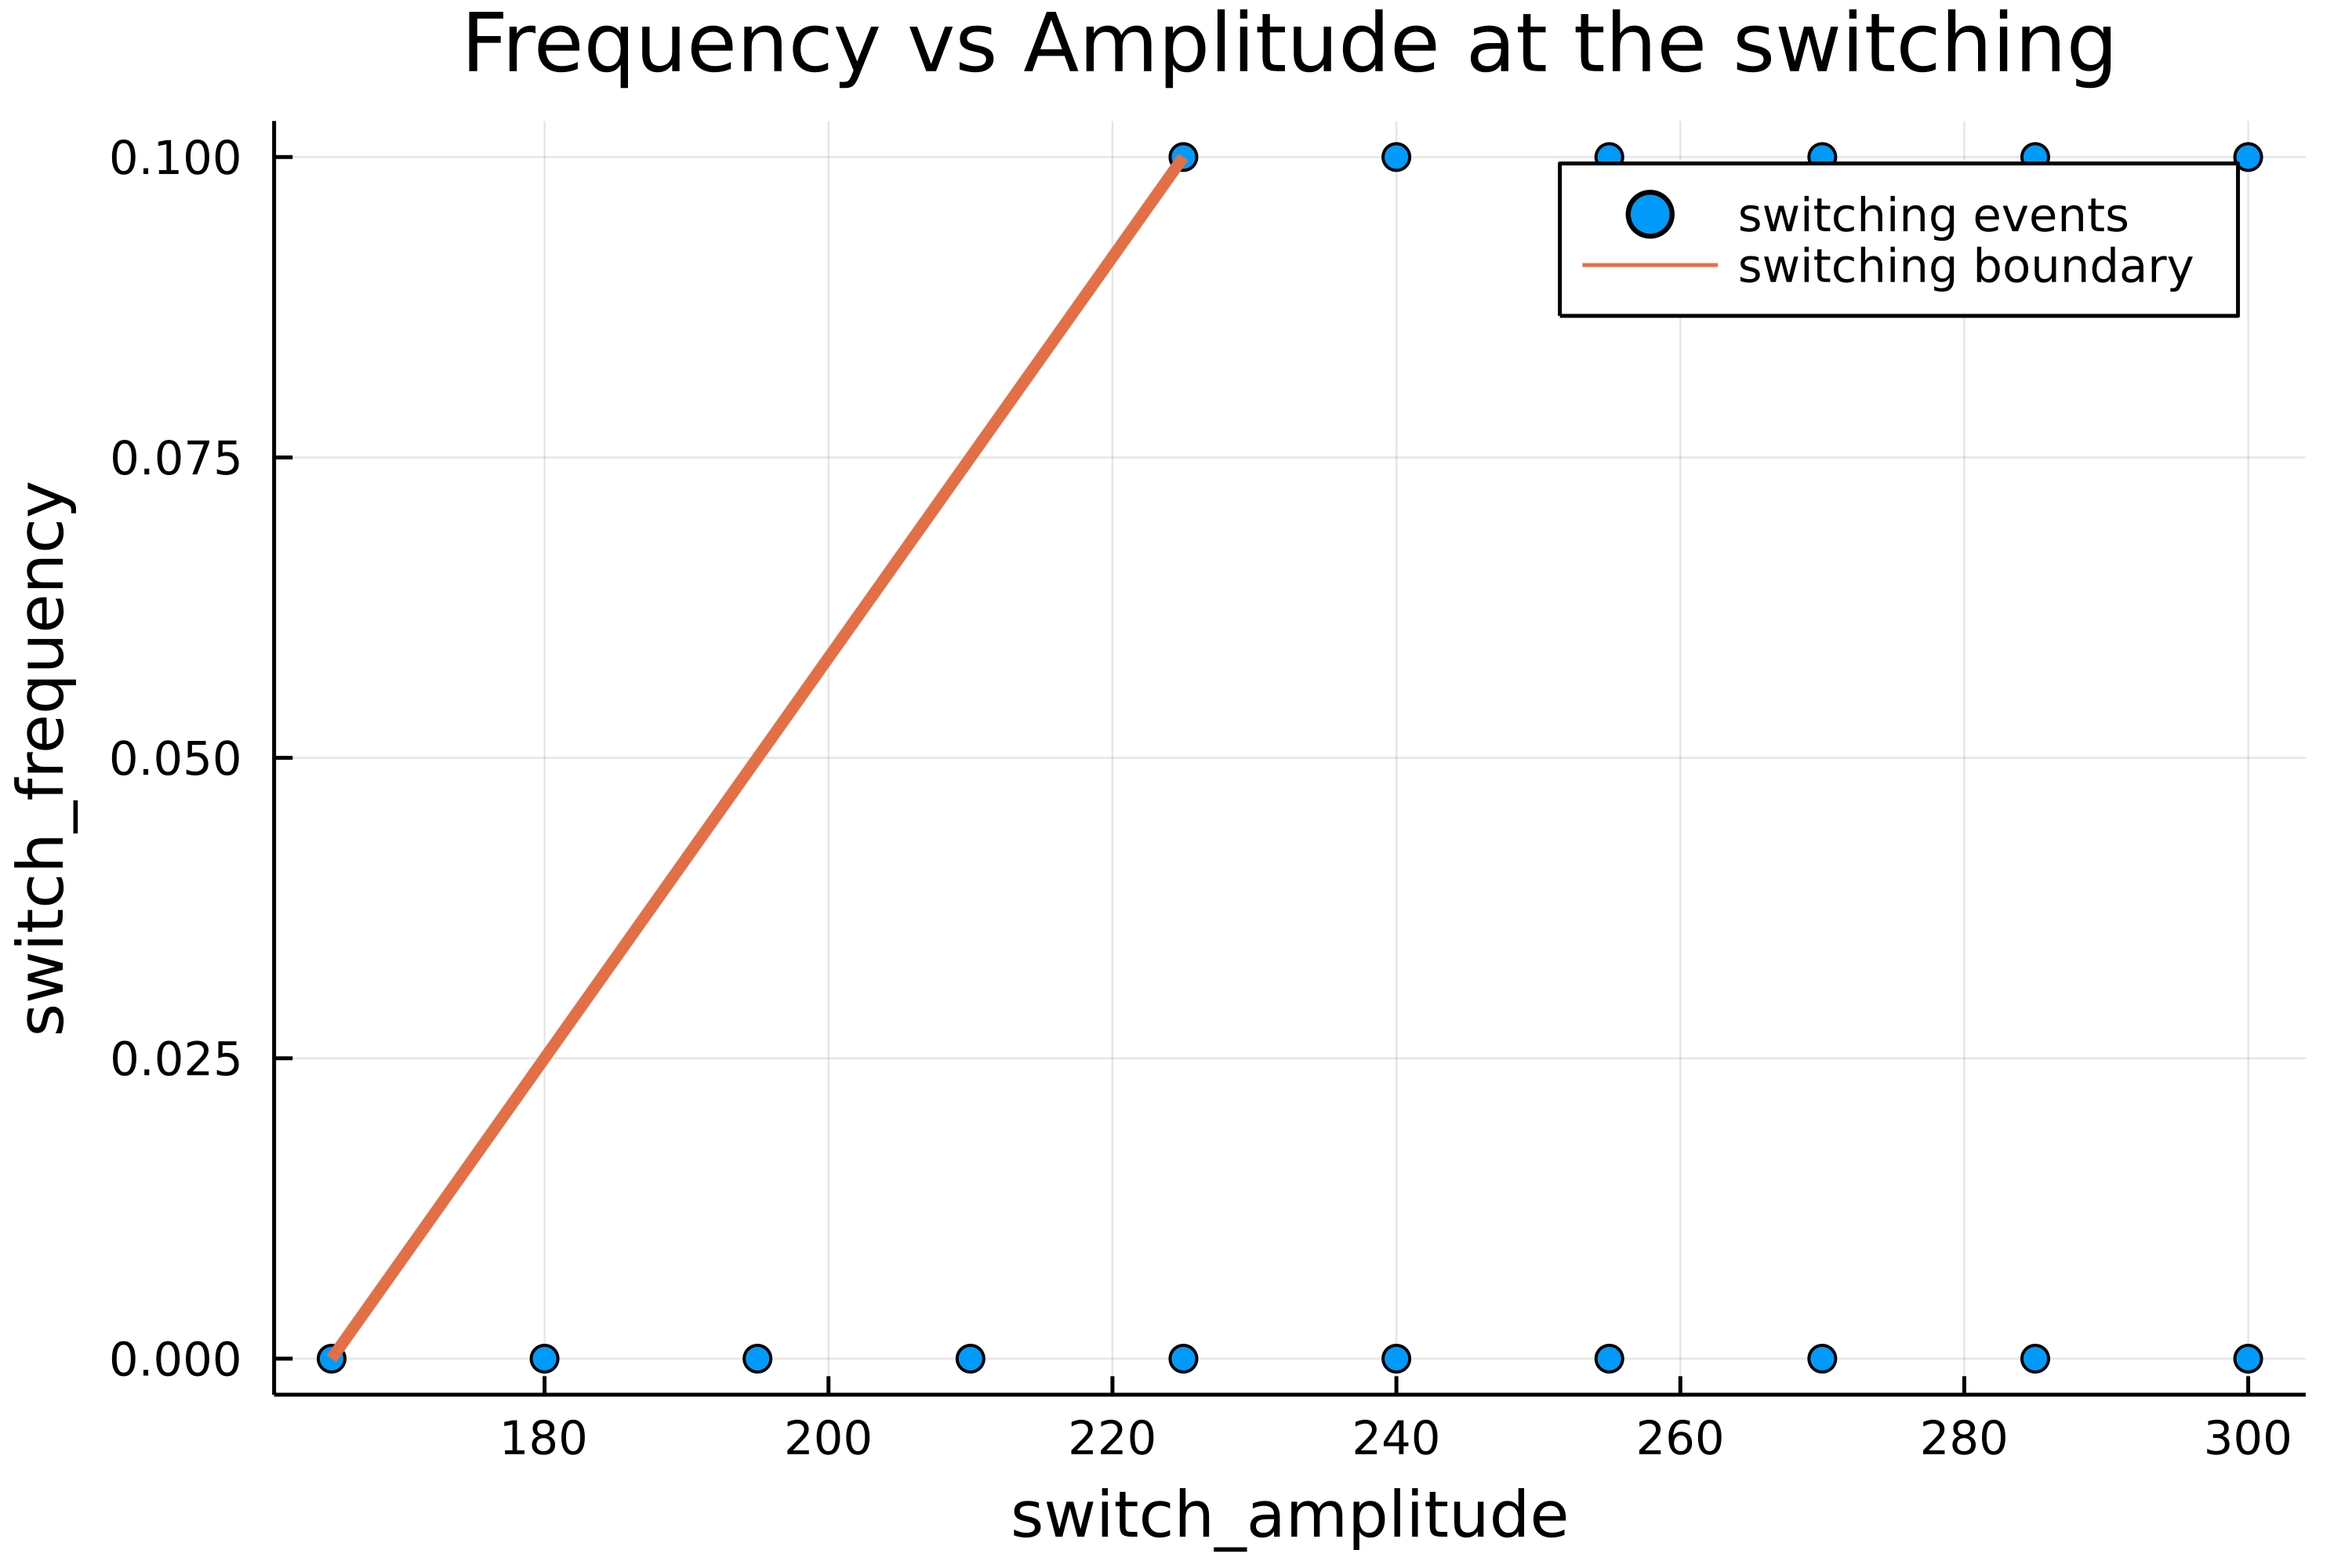 Frequency vs Amplitude at the switching
0.100
0.075
0.050
0.025
0.000
switch_frequency
switching events
switching boundary
180 200 220 240 260 280 300
switch_amplitude